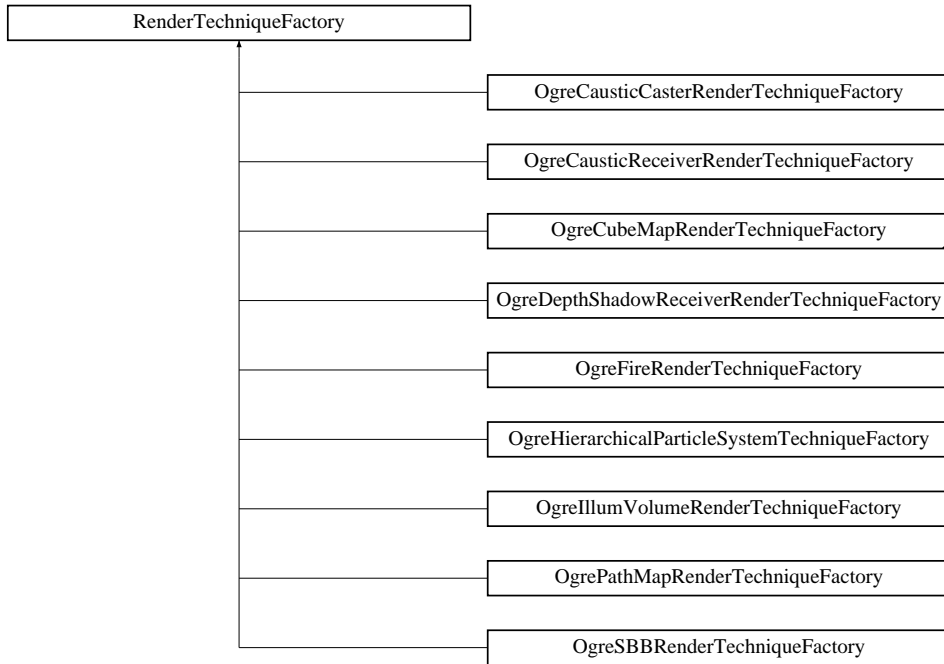 RenderTechniqueFactory
OgreCausticCasterRenderTechniqueFactory
OgreCausticReceiverRenderTechniqueFactory
OgreCubeMapRenderTechniqueFactory
OgreDepthShadowReceiverRenderTechniqueFactory
OgreFireRenderTechniqueFactory
OgreHierarchicalParticleSystemTechniqueFactory
OgreIllumVolumeRenderTechniqueFactory
OgrePathMapRenderTechniqueFactory
OgreSBBRenderTechniqueFactory